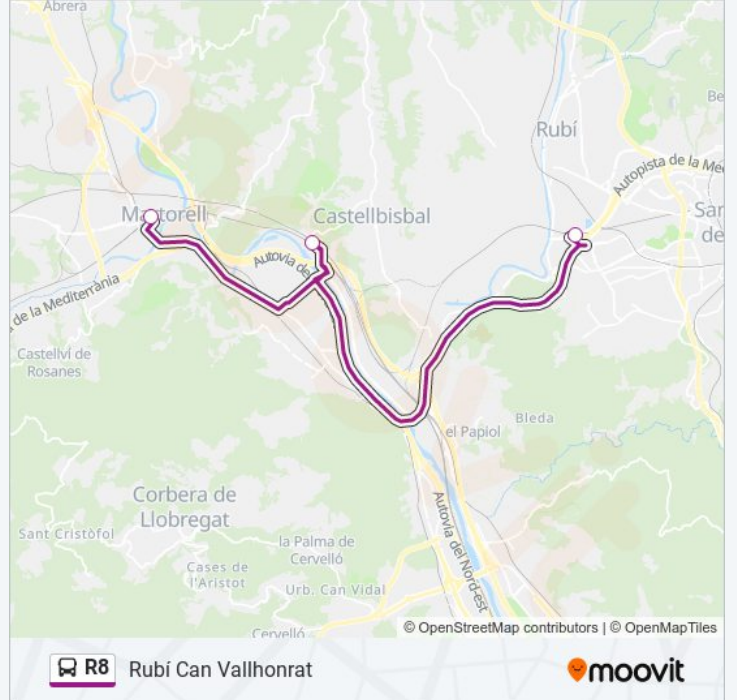 Abrera
Be
Rubí
Autopista de la Me
Martorell
Castellbisbal
Sar
de
Autovia de
s de la Mediterrània
Castellví de
Rosanes
Bleda
el Papiol
Corbera de
Llobregat
Autovia del Nord-est
Sant Cristòfol
la Palma de
Cervelló
Cases de
l'Aristot
Urb. Can Vidal
Cervelló
© OpenStreetMap contributors | © OpenMapTiles
R8 Rubí Can Vallhonrat
moovit